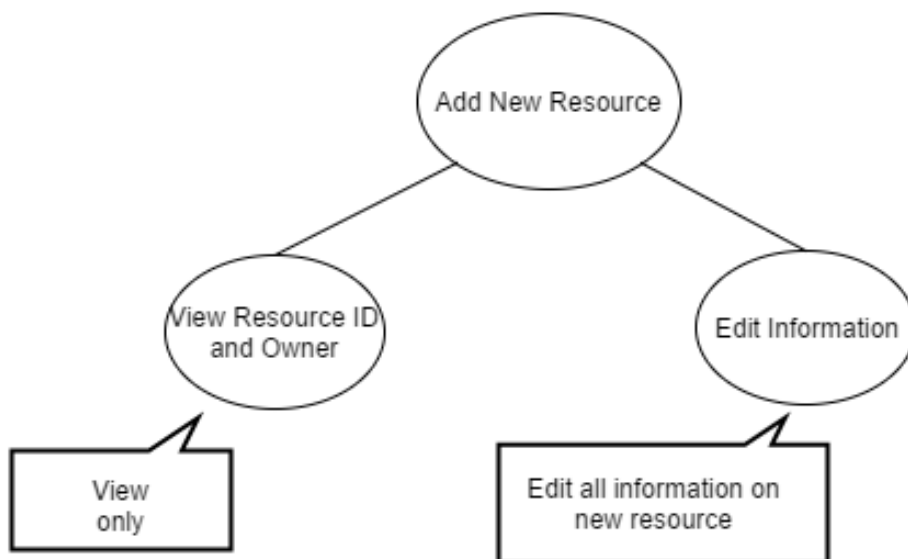 Add New Resource
View Resource ID
and Owner
Edit Information
View
only
Edit all information on
new resource